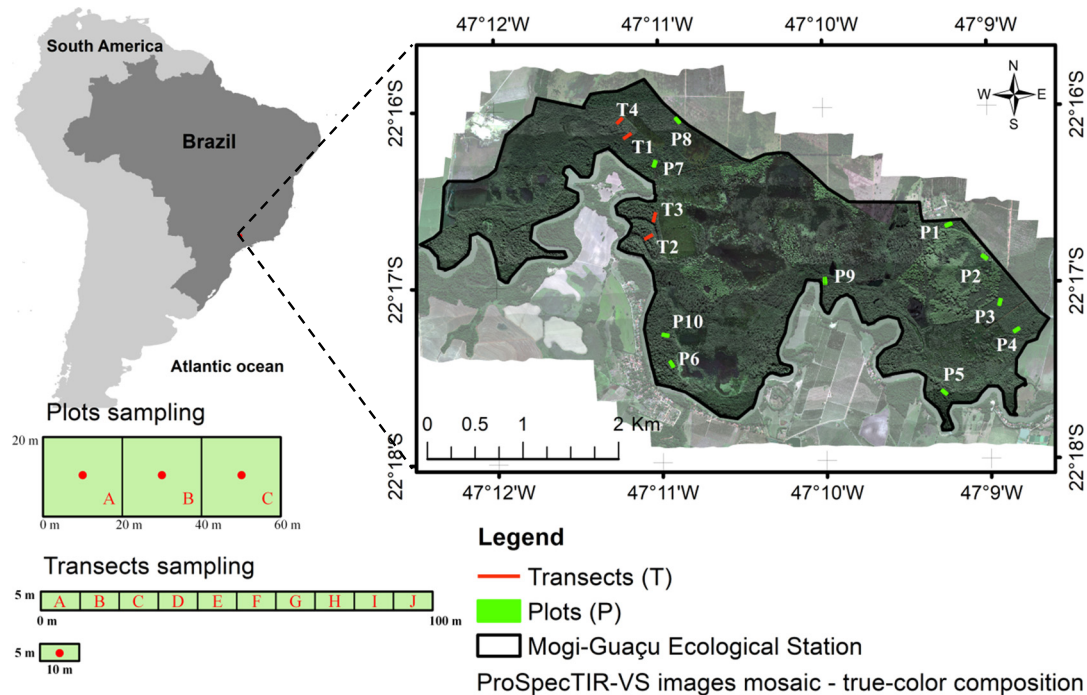 South America
Brazil
Atlantic ocean
47°12'W 47°11'W 47°10'W 47°9'W
22°16'S
22°17'S
22°18'S
22°16'S
22°17'S
22°18'S
N
W E
S
T4
T1
P8
P7
T3
T2
P1
P2
P9
P3
P4
P10
P6
P5
0 0.5 1 2 Km
47°12'W 47°11'W 47°10'W 47°9'W
Plots sampling
20 m
A B C
0 m 20 m 40 m 60 m
Transects sampling
5 m A B C D E F G H I J
0 m 100 m
5 m
10 m
Legend
Transects (T)
Plots (P)
Mogi-Guaçu Ecological Station
ProSpecTIR-VS images mosaic - true-color composition